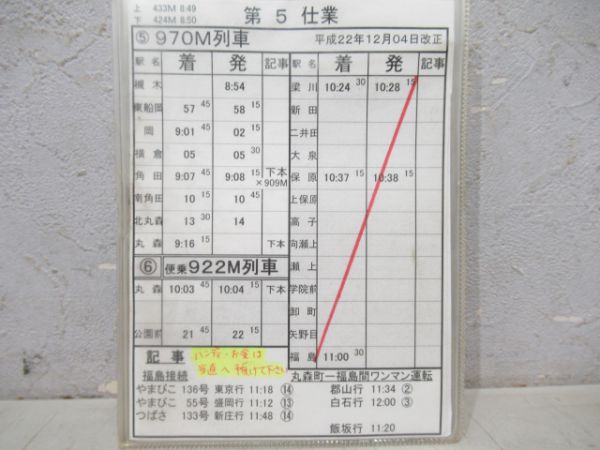 上 433M 8:49
下 424M 8:50
第 5 仕業
⑤ 970M列車 平成22年12月04日改正
駅 名 着 発 記事
槻 木 8:54
東船岡 57 45 58 15
岡 9:01 45 02 15
横 倉 05 05 30
角 田 9:07 45 9:08 15 下本 ×909M
南角田 10 15 10 45
北丸森 13 30 14
丸 森 9:16 15 下本
⑥ 便乗 922M列車
丸 森 10:03 45 10:04 15 下本
公園前 21 45 22 15
駅 名 着 発 記事
梁 川 10:24 30 10:28 15
新 田
二井田
大 泉
保 原 10:37 15 10:38 15
上保原
高 子
向瀬上
瀬 上
学院前
卸 町
矢野目
福 島 11:00 30
記 事
ハンディ・お金は
当直へ預けて下さい
福島接続
やまびこ 136号 東京行 11:18 ⑭
やまびこ 55号 盛岡行 11:12 ⑬
つばさ 133号 新庄行 11:48 ⑭
丸森町ー福島間ワンマン運転
郡山行 11:34 ②
白石行 12:00 ③
飯坂行 11:20